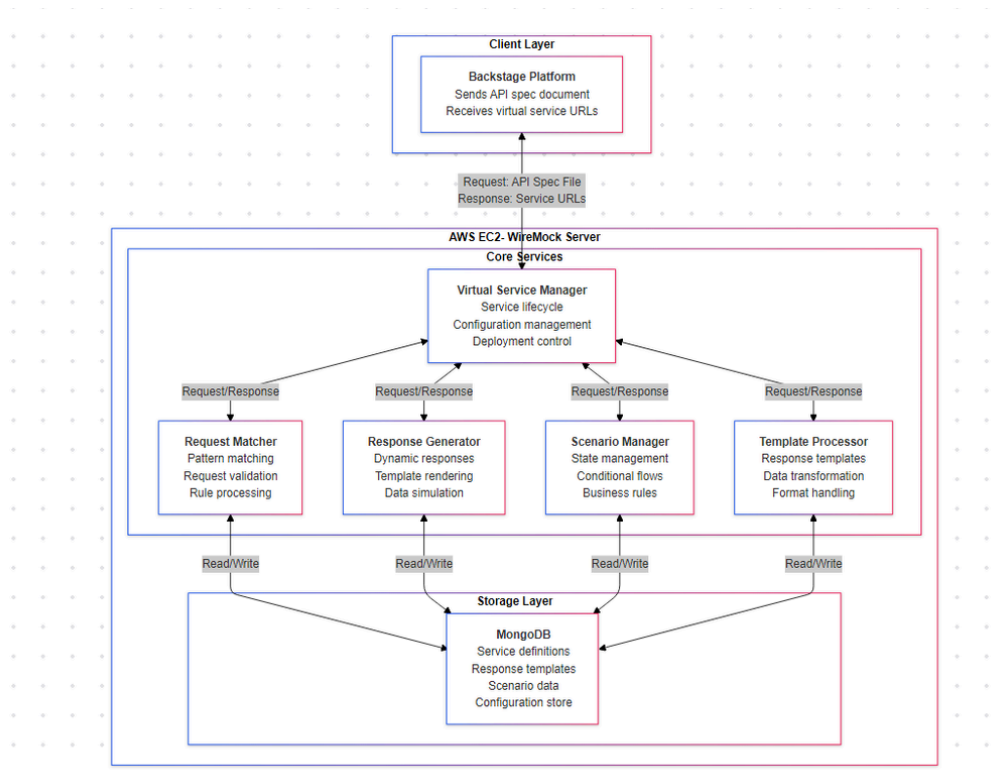 Client Layer
Backstage Platform
Sends API spec document
Receives virtual service URLs
Request: API Spec File
Response: Service URLs
AWS EC2- WireMock Server
Core Services
Virtual Service Manager
Service lifecycle
Configuration management
Deployment control
Request/Response
Request/Response
Request/Response
Request/Response
Request Matcher
Pattern matching
Request validation
Rule processing
Response Generator
Dynamic responses
Template rendering
Data simulation
Scenario Manager
State management
Conditional flows
Business rules
Template Processor
Response templates
Data transformation
Format handling
Read/Write
Read/Write
Read/Write
Read/Write
Storage Layer
MongoDB
Service definitions
Response templates
Scenario data
Configuration store